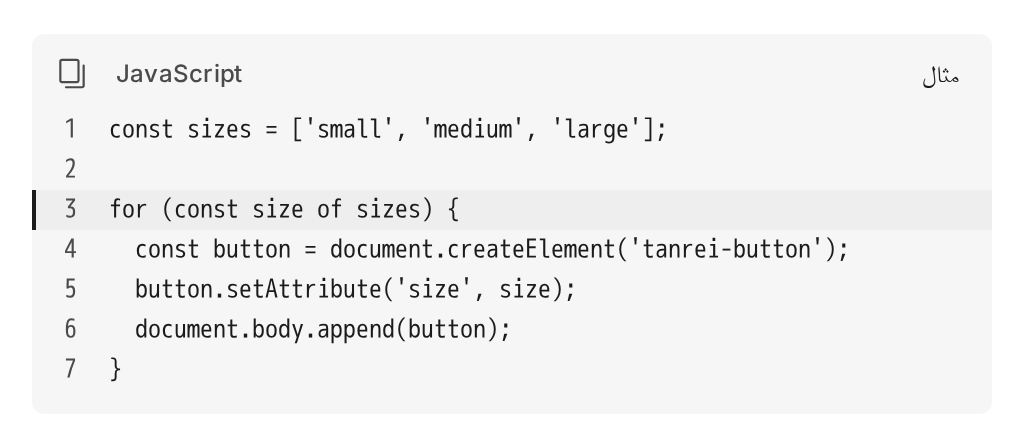 JavaScript
مثال
1 const sizes = ['small', 'medium', 'large'];
2
3 for (const size of sizes) {
4   const button = document.createElement('tanrei-button');
5   button.setAttribute('size', size);
6   document.body.append(button);
7 }